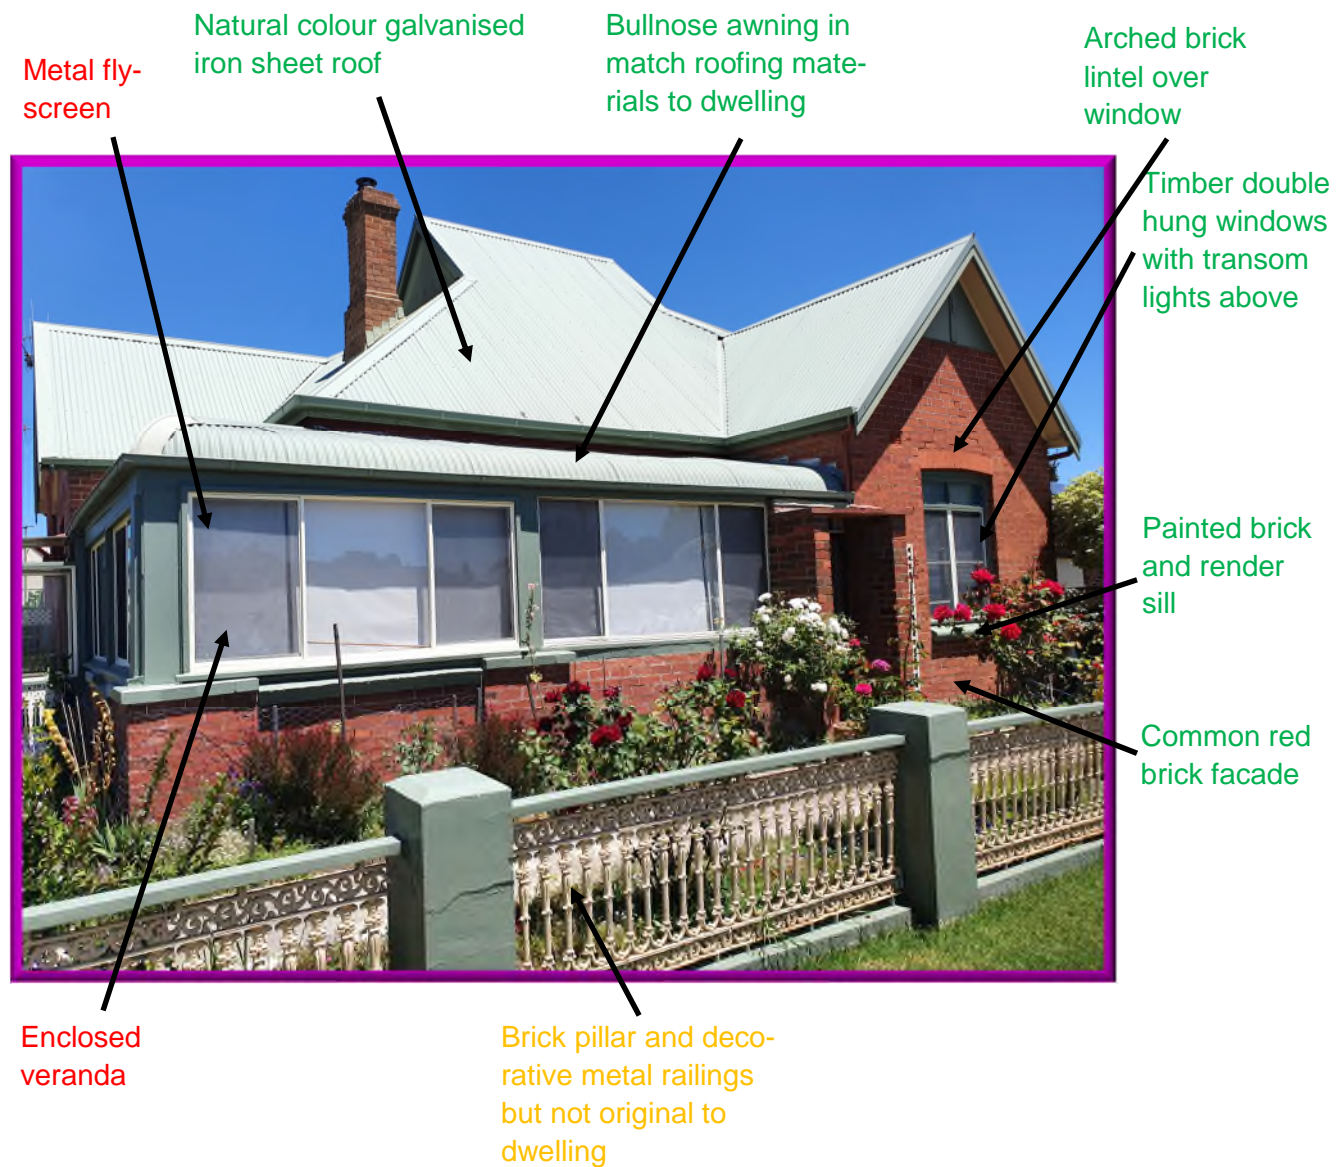 Natural colour galvanised
iron sheet roof
Bullnose awning in
match roofing mate-
rials to dwelling
Arched brick
lintel over
window
Metal fly-
screen
Timber double
hung windows
with transom
lights above
Painted brick
and render
sill
Common red
brick facade
Enclosed
veranda
Brick pillar and deco-
rative metal railings
but not original to
dwelling